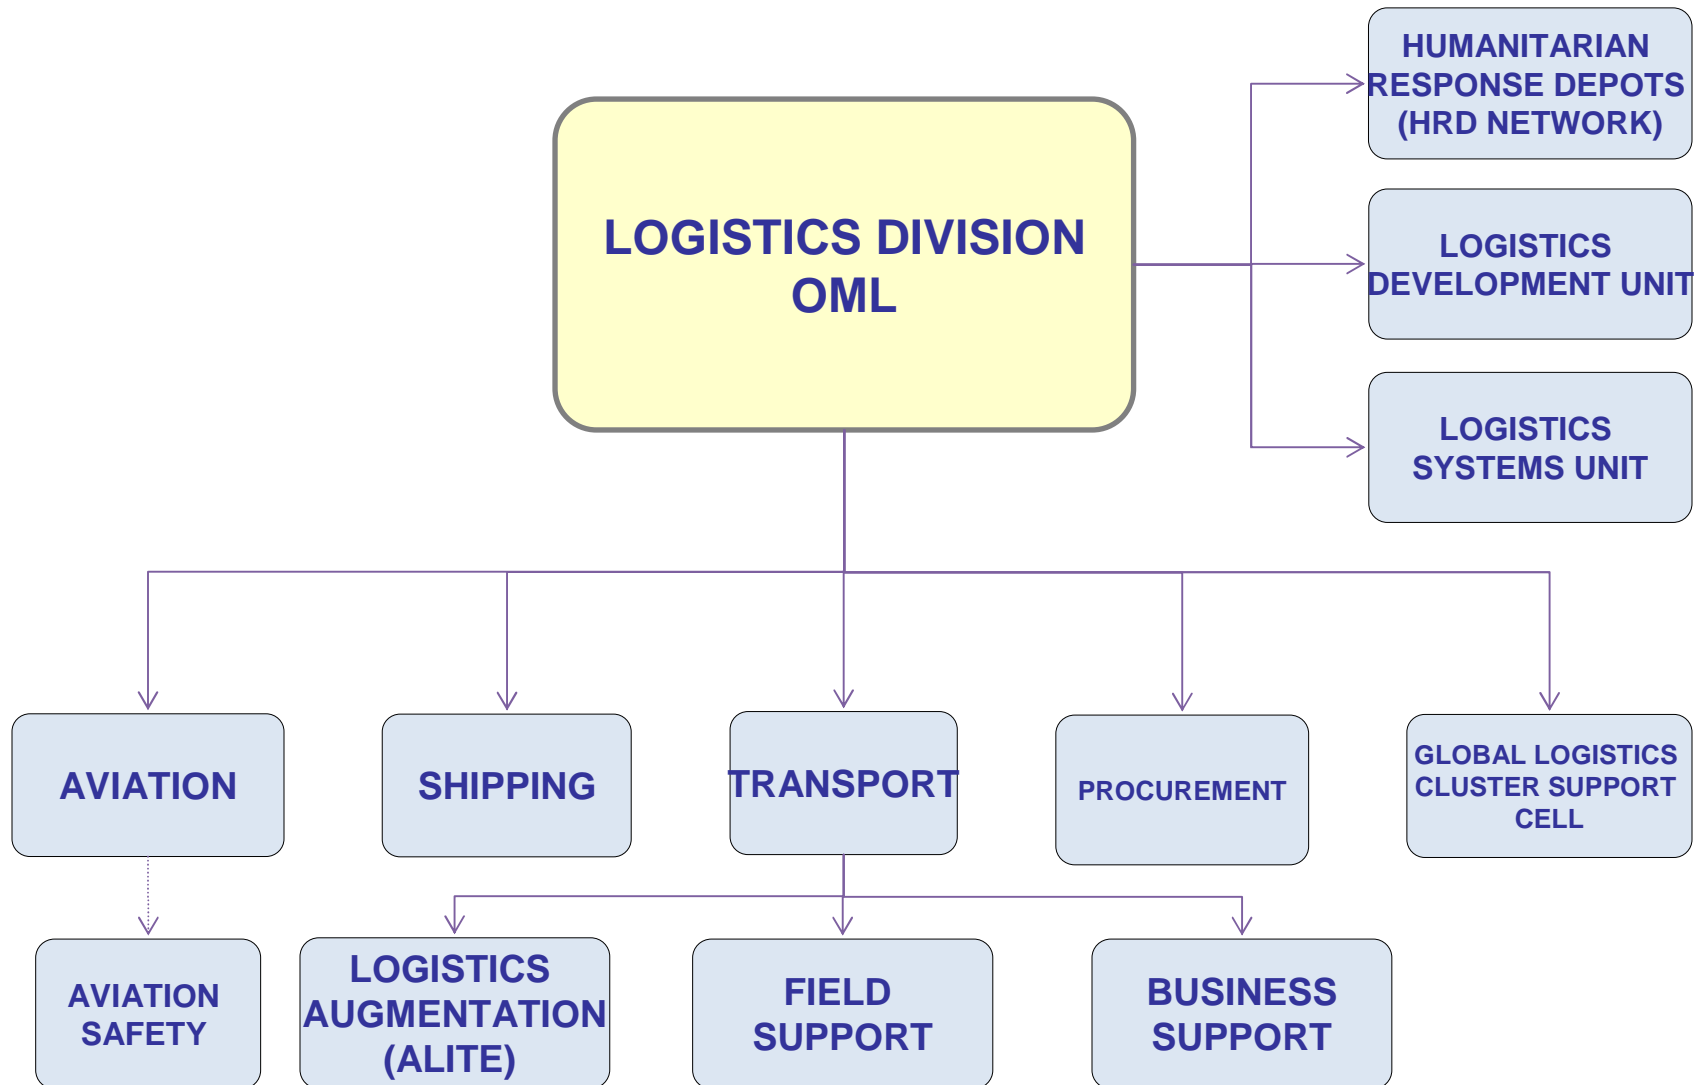 HUMANITARIAN
RESPONSE DEPOTS
(HRD NETWORK)
LOGISTICS DIVISION
OML
LOGISTICS
DEVELOPMENT UNIT
LOGISTICS
SYSTEMS UNIT
AVIATION
SHIPPING
TRANSPORT
PROCUREMENT
GLOBAL LOGISTICS
CLUSTER SUPPORT
CELL
AVIATION
SAFETY
LOGISTICS
AUGMENTATION
(ALITE)
FIELD
SUPPORT
BUSINESS
SUPPORT